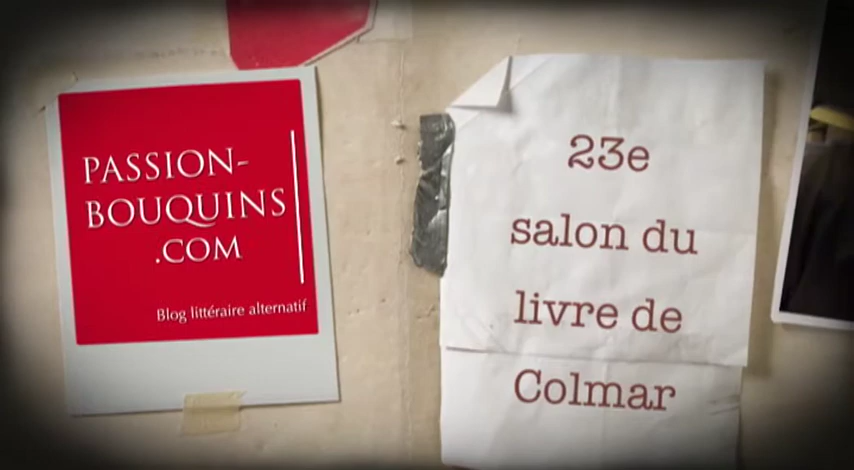 PASSION-
BOUQUINS
.COM
Blog littéraire alternatif
23e
salon du
livre de
Colmar